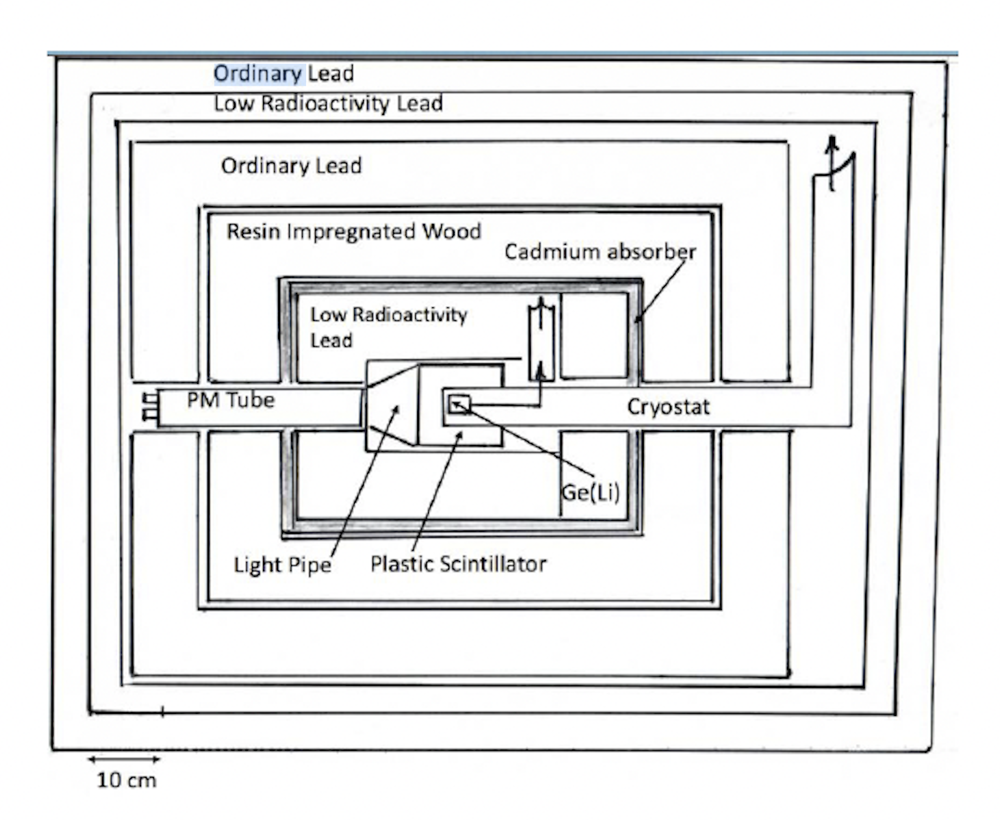 Ordinary Lead
Low Radioactivity Lead
Ordinary Lead
Resin Impregnated Wood
Cadmium absorber
Low Radioactivity
Lead
PM Tube
Cryostat
Ge(Li)
Light Pipe
Plastic Scintillator
10 cm